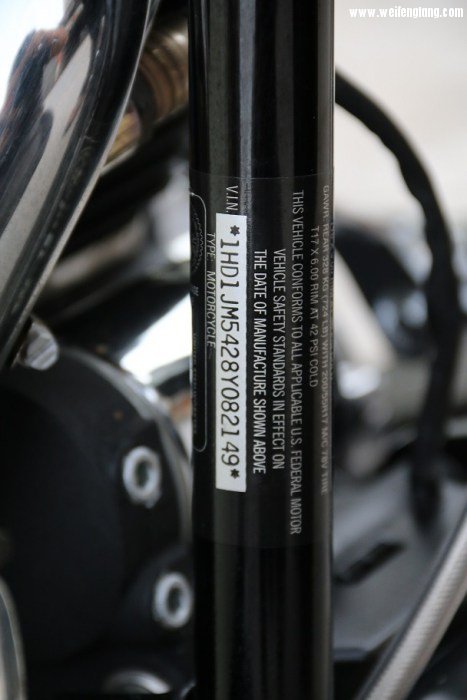 www.weifengtang.com
GAWR: REAR 328 KG (724 LB) WITH 200/55R17 M/C 78V TIRE
T17 X 6.00 RIM AT 42 PSI COLD
THIS VEHICLE CONFORMS TO ALL APPLICABLE U.S. FEDERAL MOTOR
VEHICLE SAFETY STANDARDS IN EFFECT ON
THE DATE OF MANUFACTURE SHOWN ABOVE
V.I.N.
*1HD1JM5428Y082149*
TYPE: MOTORCYCLE